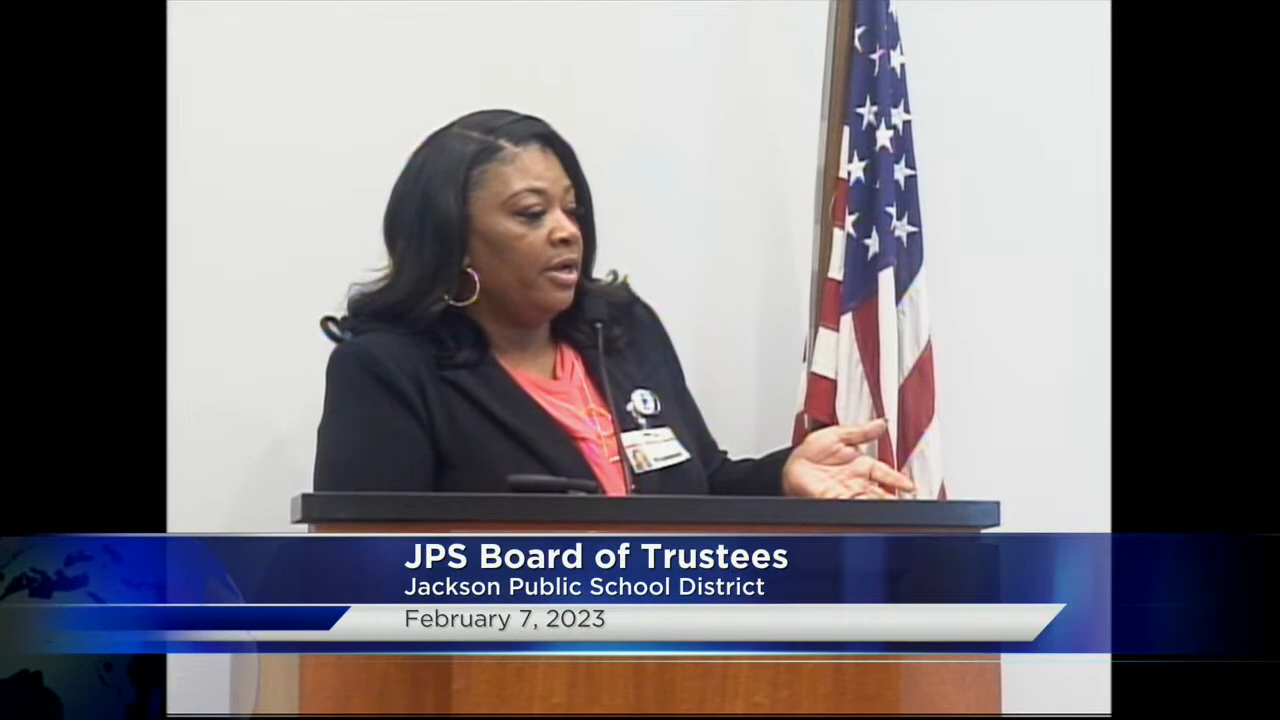 JPS Board of Trustees
Jackson Public School District
February 7, 2023